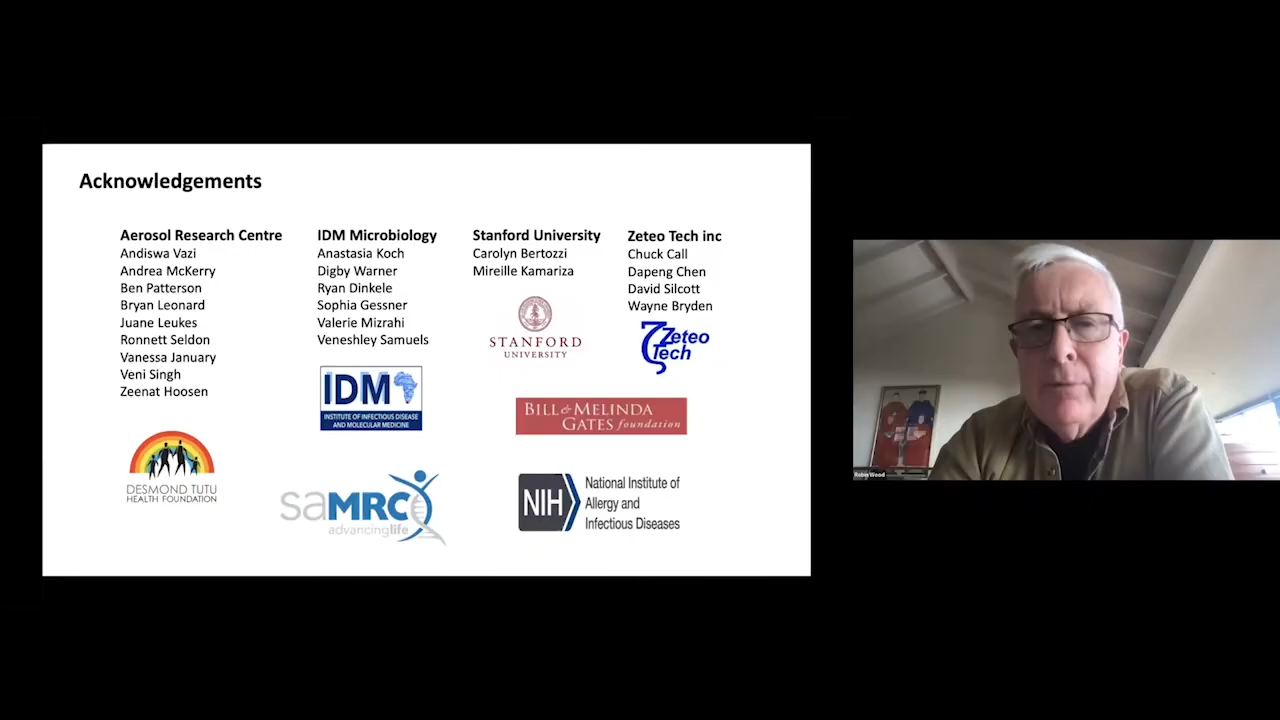 Acknowledgements
Aerosol Research Centre
Andiswa Vazi
Andrea McKerry
Ben Patterson
Bryan Leonard
Juane Leukes
Ronnett Seldon
Vanessa January
Veni Singh
Zeenat Hoosen
DESMOND TUTU
HEALTH FOUNDATION
IDM Microbiology
Anastasia Koch
Digby Warner
Ryan Dinkele
Sophia Gessner
Valerie Mizrahi
Veneshley Samuels
IDM
INSTITUTE OF INFECTIOUS DISEASE
AND MOLECULAR MEDICINE
saMRC
advancinglife
Stanford University
Carolyn Bertozzi
Mireille Kamariza
STANFORD
UNIVERSITY
Zeteo Tech inc
Chuck Call
Dapeng Chen
David Silcott
Wayne Bryden
Zeteo
Tech
BILL & MELINDA
GATES foundation
NIH
National Institute of
Allergy and
Infectious Diseases
Robin Wood